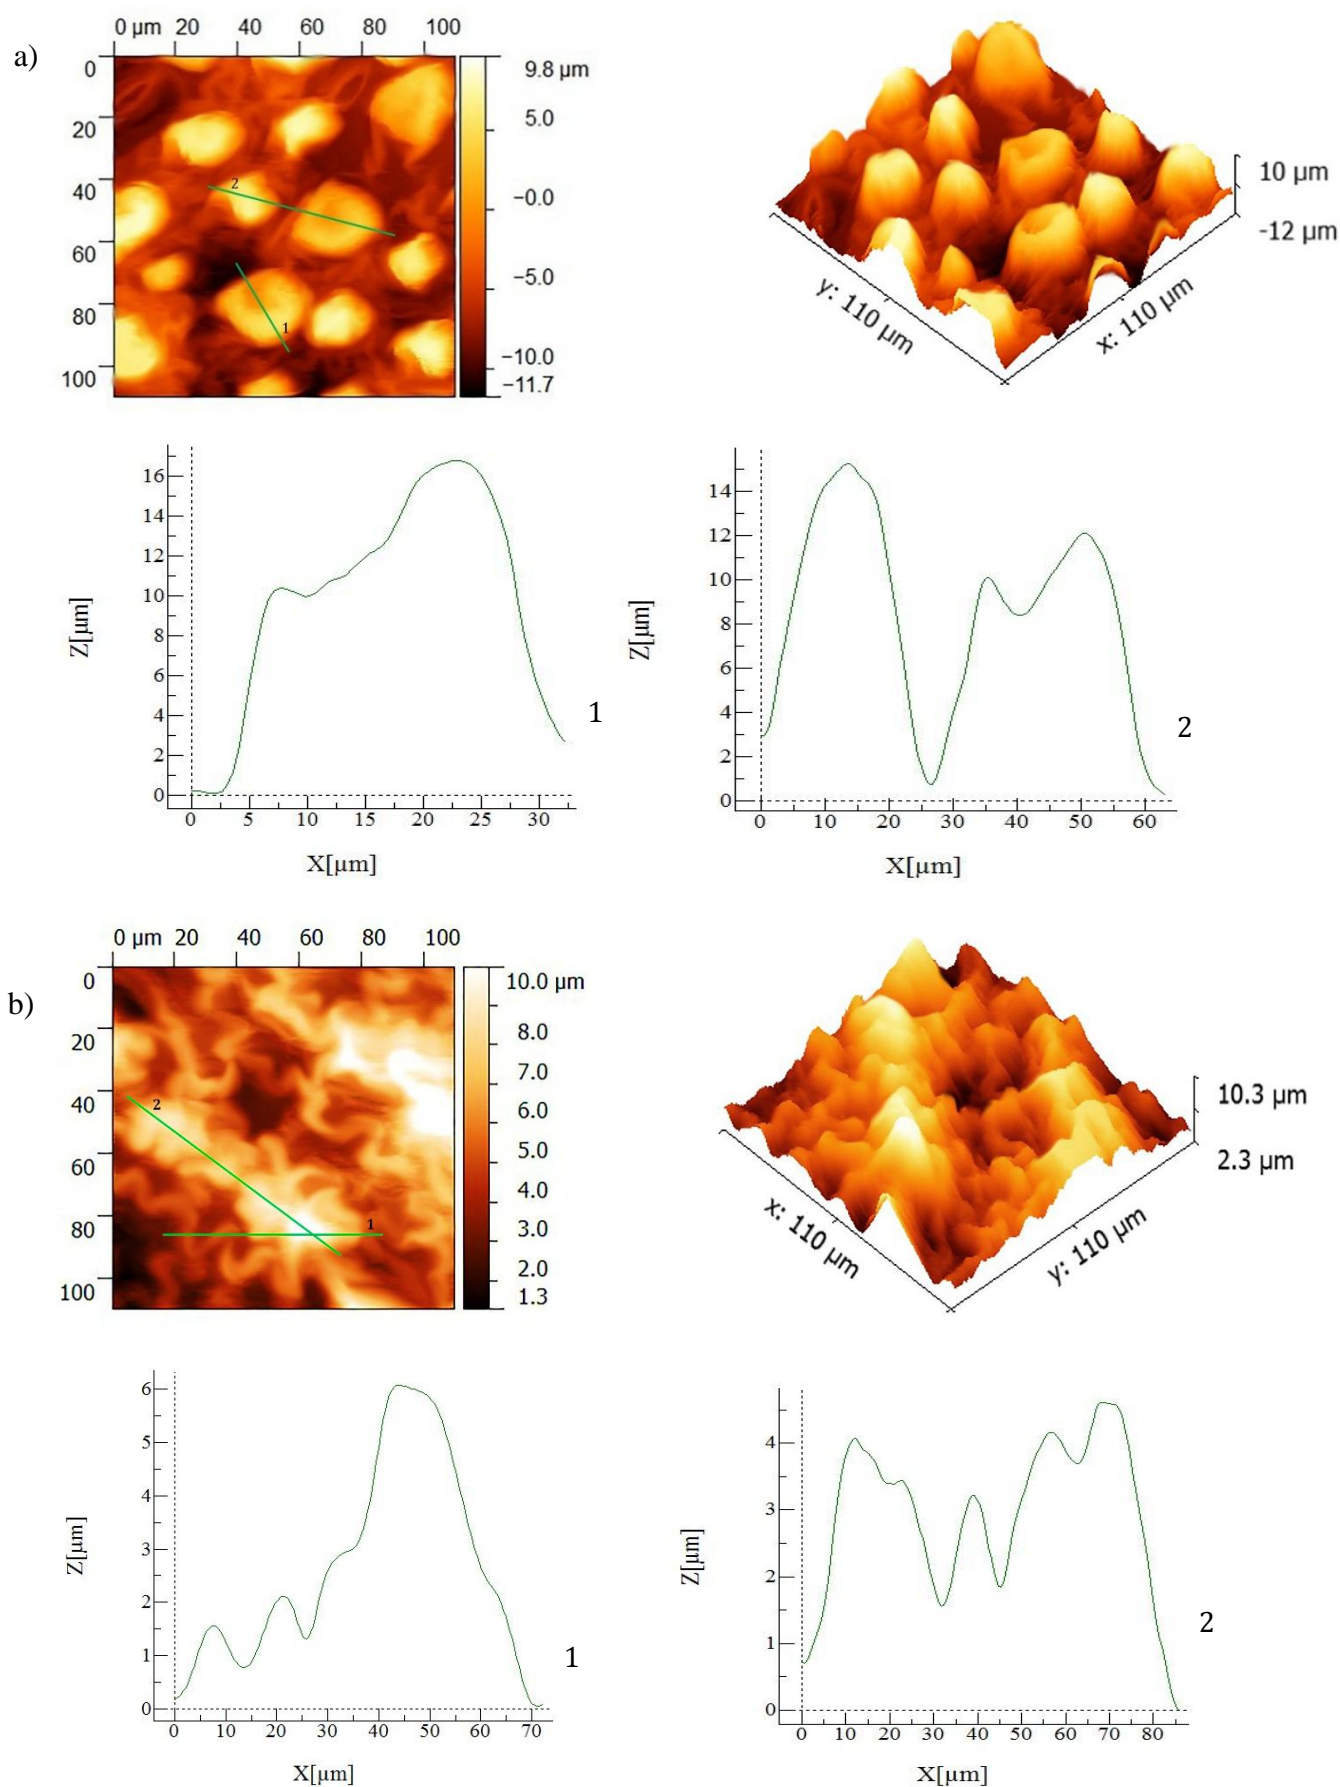 a)
0 µm 20 40 60 80 100
0
20
40
60
80
100
2
1
9.8 µm
5.0
−0.0
−5.0
−10.0
−11.7
10 µm
-12 µm
y: 110 µm
x: 110 µm
16
14
12
10
8
6
4
2
0
Z[µm]
0 5 10 15 20 25 30
X[µm]
1
14
12
10
8
6
4
2
0
Z[µm]
0 10 20 30 40 50 60
X[µm]
2
b)
0 µm 20 40 60 80 100
0
20
40
60
80
100
2
1
10.0 µm
8.0
7.0
6.0
5.0
4.0
3.0
2.0
1.3
10.3 µm
2.3 µm
x: 110 µm
y: 110 µm
6
5
4
3
2
1
0
Z[µm]
0 10 20 30 40 50 60 70
X[µm]
1
4
3
2
1
0
Z[µm]
0 10 20 30 40 50 60 70 80
X[µm]
2